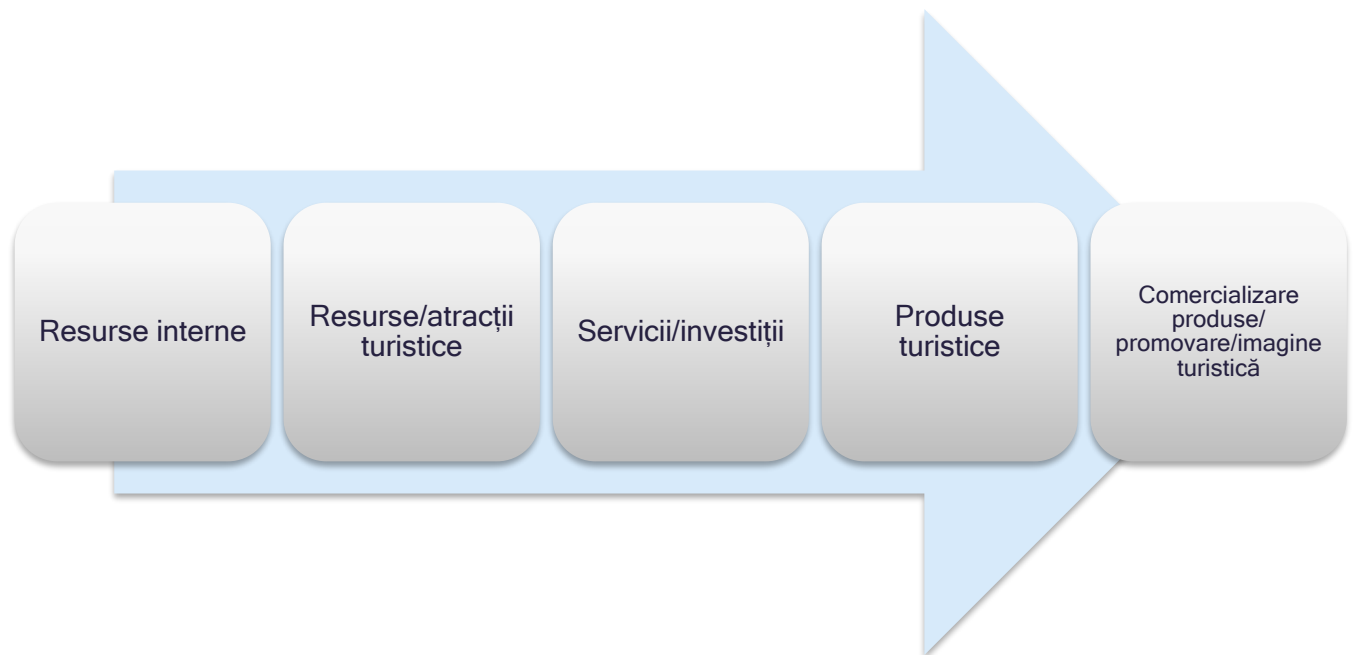 Resurse interne
Resurse/atracții
turistice
Servicii/investiții
Produse
turistice
Comercializare
produse/
promovare/imagine
turistică